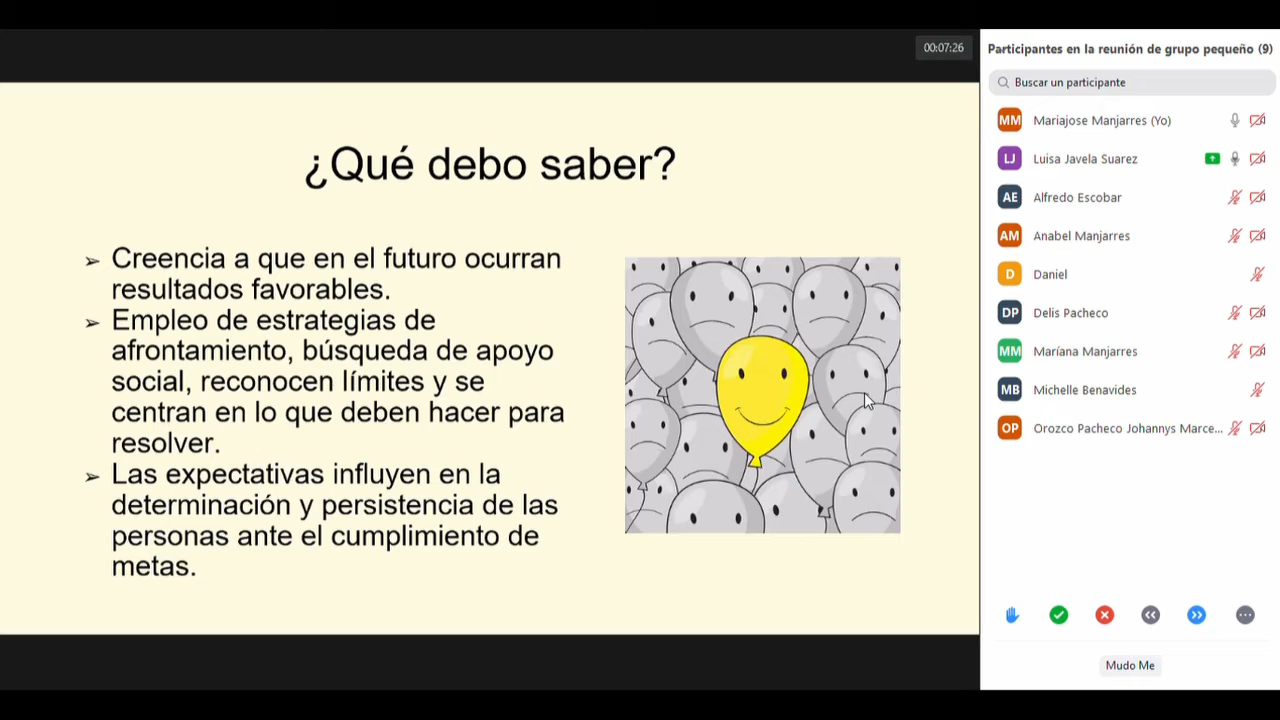 00:07:26
¿Qué debo saber?
➢ Creencia a que en el futuro ocurran
resultados favorables.
➢ Empleo de estrategias de
afrontamiento, búsqueda de apoyo
social, reconocen límites y se
centran en lo que deben hacer para
resolver.
➢ Las expectativas influyen en la
determinación y persistencia de las
personas ante el cumplimiento de
metas.
Participantes en la reunión de grupo pequeño (9)
Buscar un participante
MM Mariajose Manjarres (Yo)
LJ Luisa Javela Suarez
AE Alfredo Escobar
AM Anabel Manjarres
D Daniel
DP Delis Pacheco
MM Maríana Manjarres
MB Michelle Benavides
OP Orozco Pacheco Johannys Marce...
Mudo Me